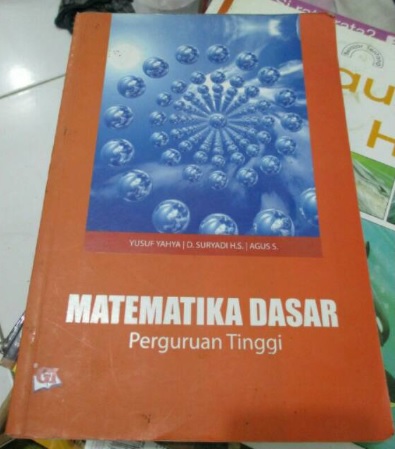 YUSUF YAHYA | D. SURYADI H.S. | AGUS S.
MATEMATIKA DASAR
Perguruan Tinggi